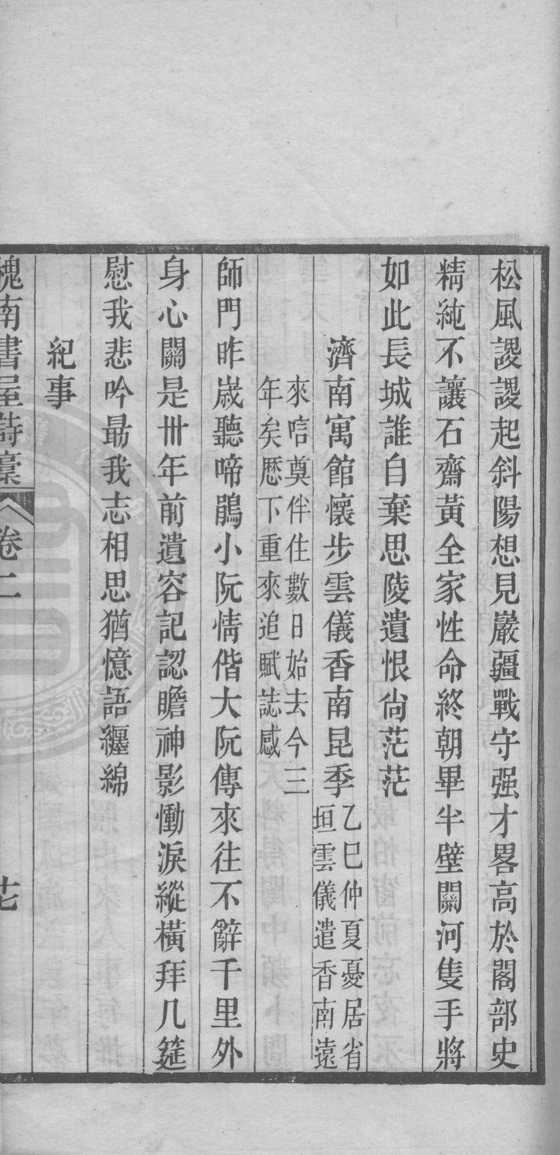 松風謖謖起斜陽想見巖疆戰守强才畧高於閣部史
精純不讓石齋黃全家性命終朝畢半壁關河隻手將
如此長城誰自棄思陵遺恨尙茫茫
濟南寓館懷步雲儀香南昆季乙巳仲夏憂居省
垣雲儀遣香南遠
來唁奠伴住數日始去今三
年矣歷下重來追賦誌感
師門昨歲聽啼鵑小阮情偕大阮傳來往不辭千里外
身心關是卅年前遺容記認瞻神影慟淚縱橫拜几筵
慰我悲吟勗我志相思猶憶語纏綿
紀事
槐南書屋詩藁 卷二